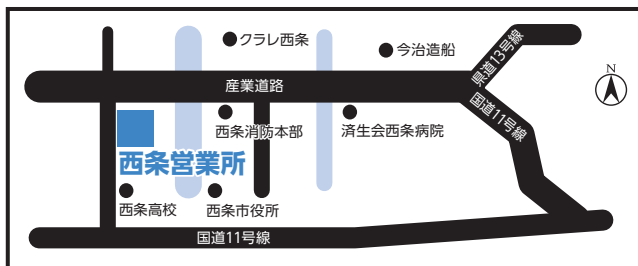 クラレ西条
今治造船
県道13号線
N
産業道路
国道11号線
西条消防本部
済生会西条病院
西条営業所
西条高校
西条市役所
国道11号線